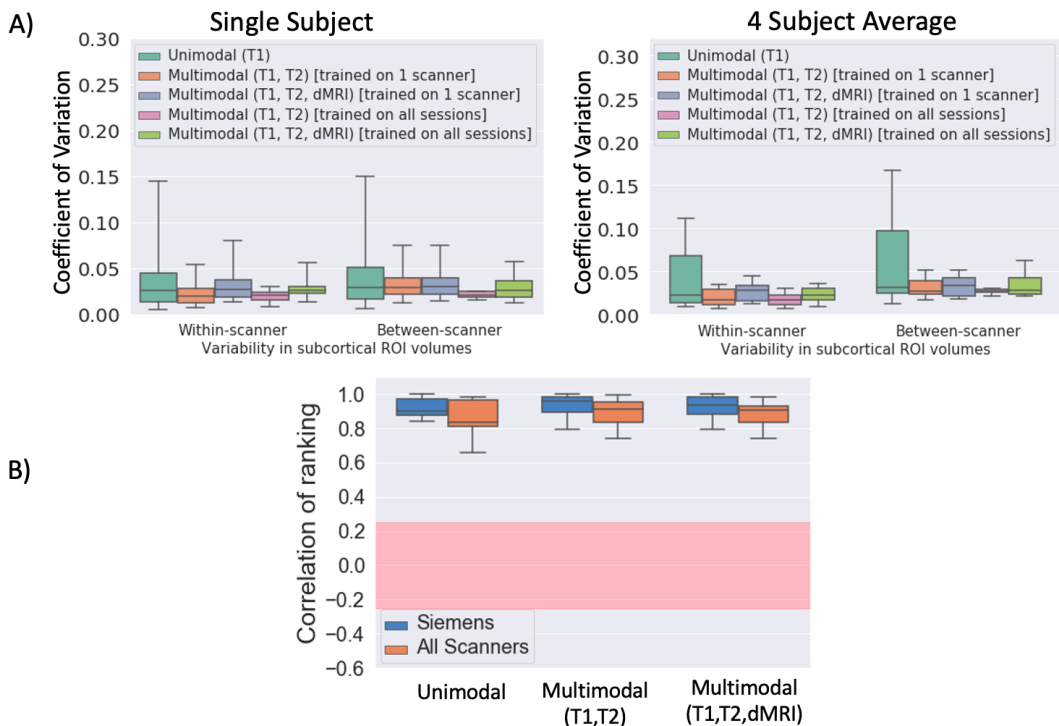 A)
Single Subject
Coefficient of Variation
0.30
0.25
0.20
0.15
0.10
0.05
0.00
Unimodal (T1)
Multimodal (T1, T2) [trained on 1 scanner]
Multimodal (T1, T2, dMRI) [trained on 1 scanner]
Multimodal (T1, T2) [trained on all sessions]
Multimodal (T1, T2, dMRI) [trained on all sessions]
Within-scanner
Between-scanner
Variability in subcortical ROI volumes
4 Subject Average
Coefficient of Variation
0.30
0.25
0.20
0.15
0.10
0.05
0.00
Unimodal (T1)
Multimodal (T1, T2) [trained on 1 scanner]
Multimodal (T1, T2, dMRI) [trained on 1 scanner]
Multimodal (T1, T2) [trained on all sessions]
Multimodal (T1, T2, dMRI) [trained on all sessions]
Within-scanner
Between-scanner
Variability in subcortical ROI volumes
B)
Correlation of ranking
1.0
0.8
0.6
0.4
0.2
0.0
−0.2
−0.4
−0.6
Siemens
All Scanners
Unimodal
Multimodal
(T1,T2)
Multimodal
(T1,T2,dMRI)